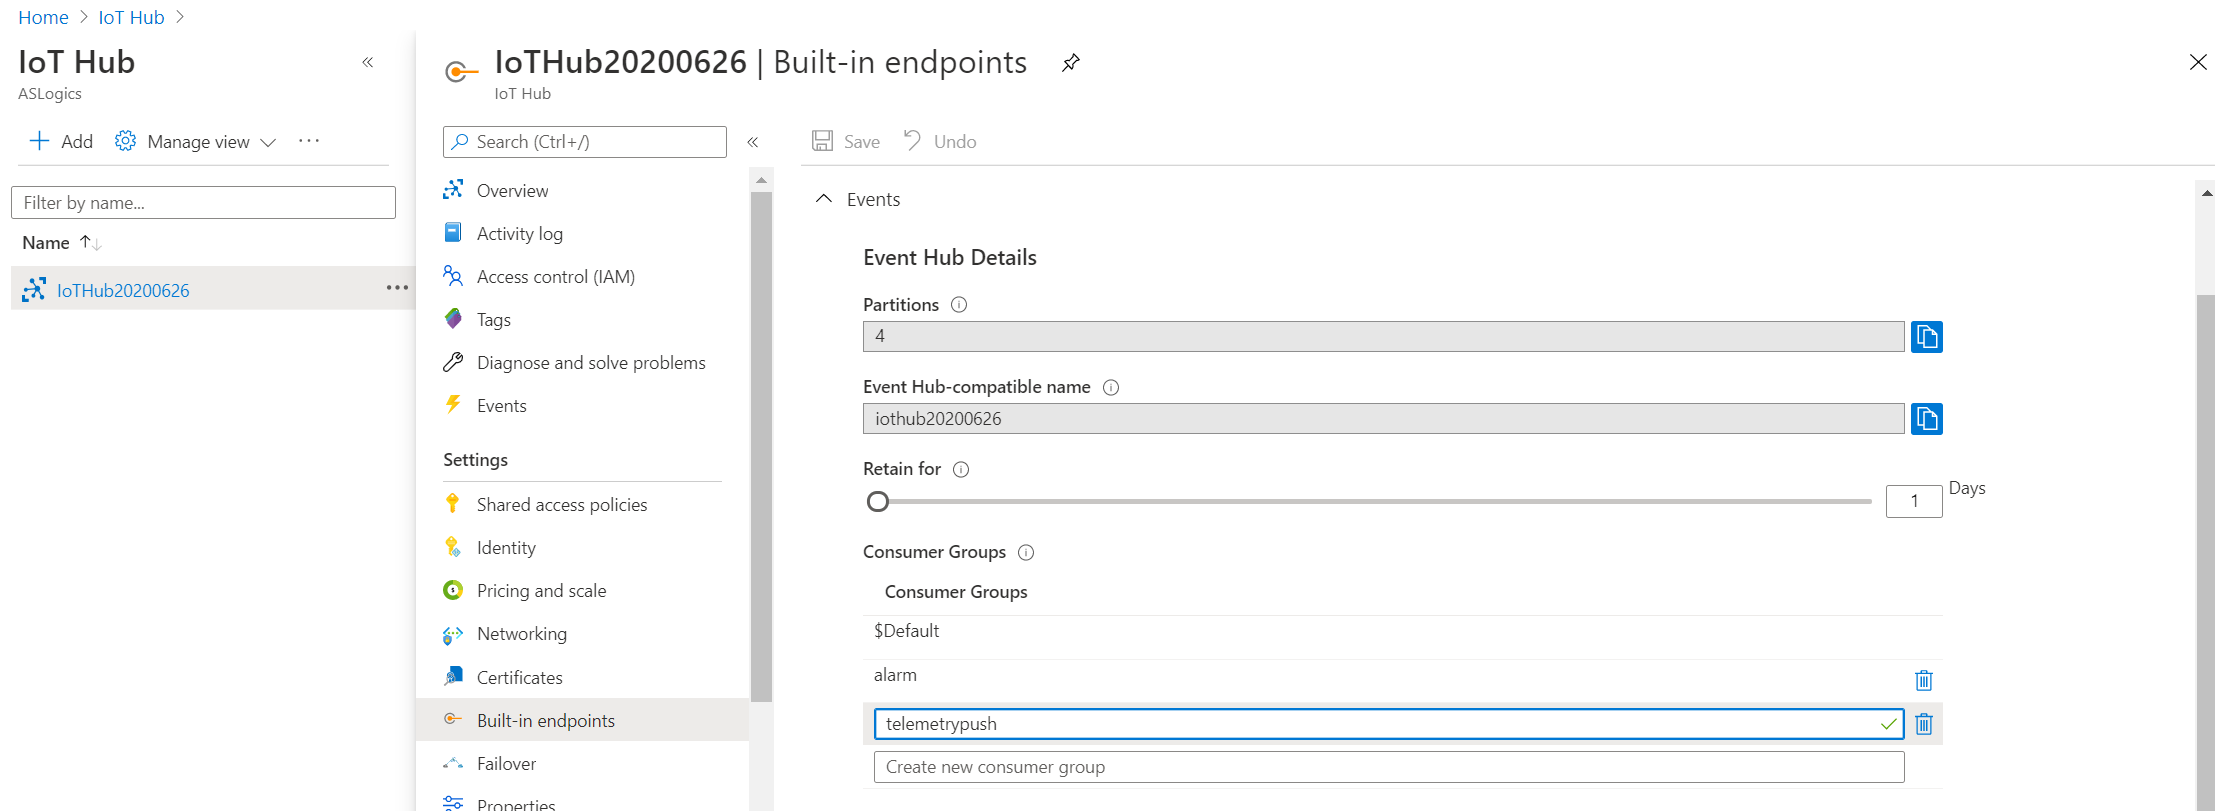 Home > IoT Hub >
IoT Hub
ASLogics
Add
Manage view
Filter by name...
Name
IoTHub20200626
IoTHub20200626 | Built-in endpoints
IoT Hub
Search (Ctrl+/)
Overview
Activity log
Access control (IAM)
Tags
Diagnose and solve problems
Events
Settings
Shared access policies
Identity
Pricing and scale
Networking
Certificates
Built-in endpoints
Failover
Properties
Save
Undo
Events
Event Hub Details
Partitions
4
Event Hub-compatible name
iothub20200626
Retain for
1 Days
Consumer Groups
Consumer Groups
$Default
alarm
telemetrypush
Create new consumer group